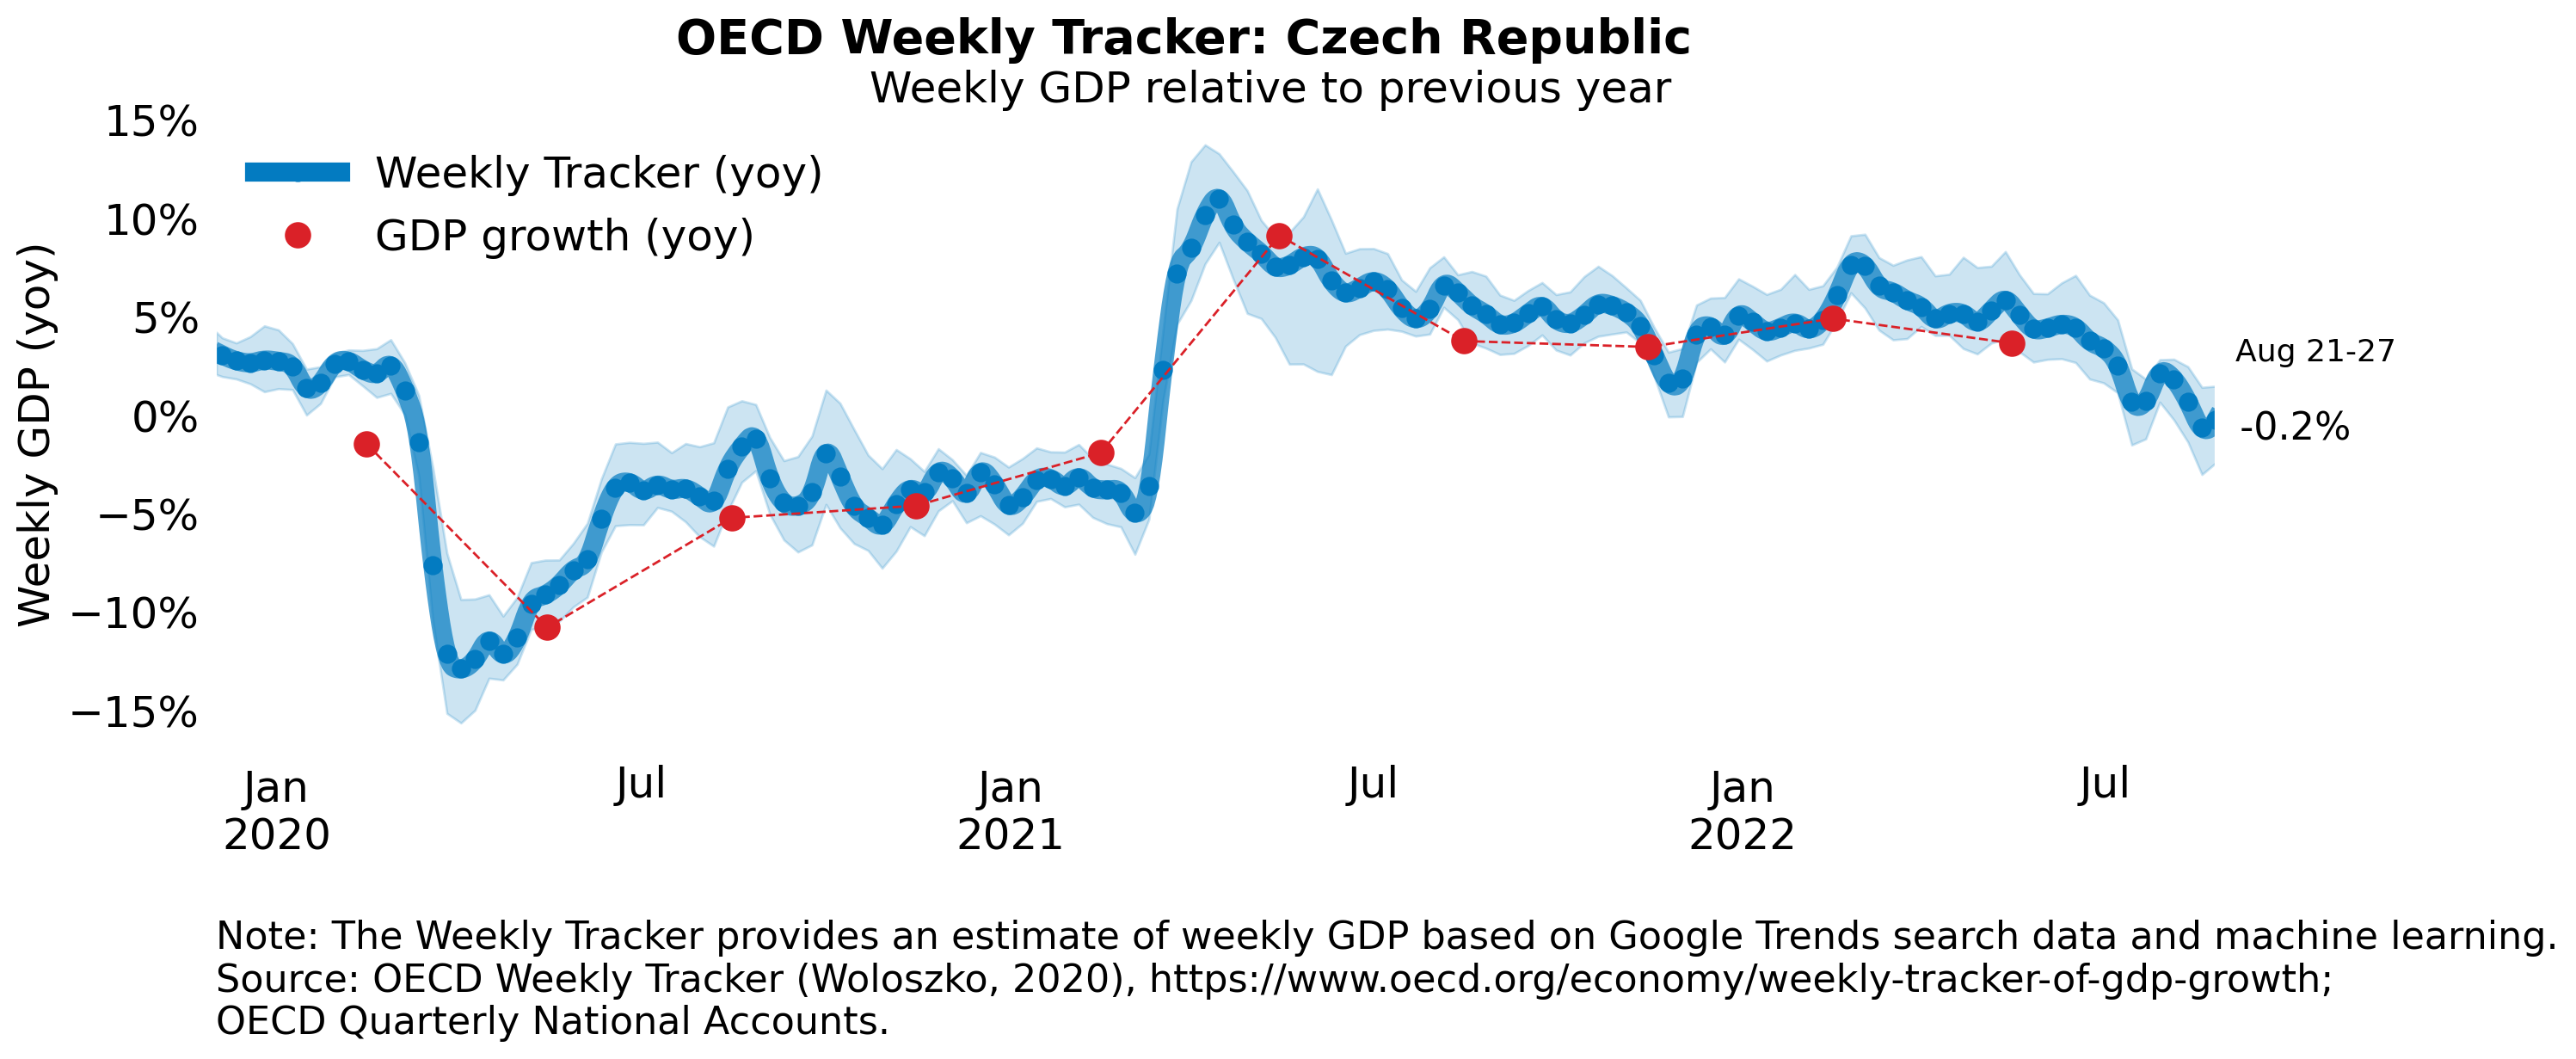 OECD Weekly Tracker: Czech Republic
Weekly GDP relative to previous year
Weekly GDP (yoy)
15%
10%
5%
0%
−5%
−10%
−15%
Weekly Tracker (yoy)
GDP growth (yoy)
Aug 21-27
-0.2%
Jan
2020
Jul
Jan
2021
Jul
Jan
2022
Jul
Note: The Weekly Tracker provides an estimate of weekly GDP based on Google Trends search data and machine learning.
Source: OECD Weekly Tracker (Woloszko, 2020), https://www.oecd.org/economy/weekly-tracker-of-gdp-growth;
OECD Quarterly National Accounts.